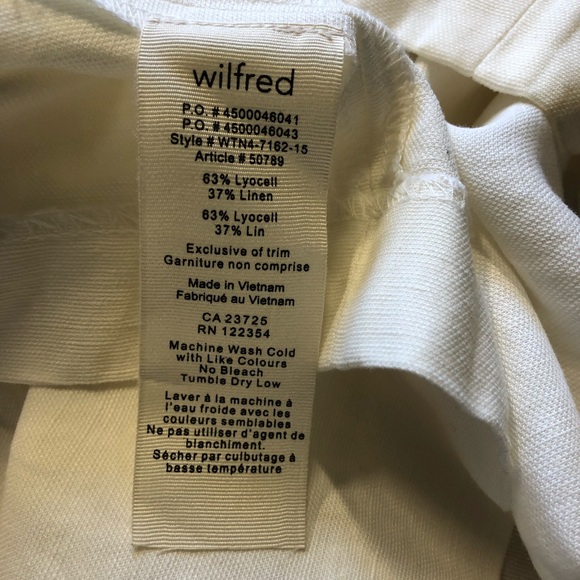 wilfred
P.O. # 4500046041
P.O. # 4500046043
Style # WTN4-7162-15
Article # 50789
63% Lyocell
37% Linen
63% Lyocell
37% Lin
Exclusive of trim
Garniture non comprise
Made in Vietnam
Fabriqué au Vietnam
CA 23725
RN 122354
Machine Wash Cold
with Like Colours
No Bleach
Tumble Dry Low
Laver à la machine à
l'eau froide avec les
couleurs semblables
Ne pas utiliser d'agent de
blanchiment.
Sécher par culbutage à
basse température